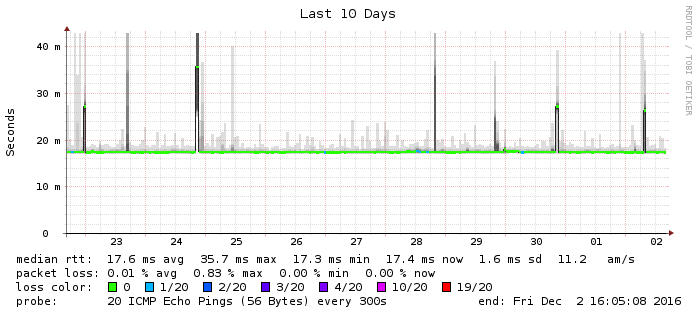 Last 10 Days
RRDTOOL / TOBI OETIKER
Seconds
40 m
30 m
20 m
10 m
0
23 24 25 26 27 28 29 30 01 02
median rtt: 17.6 ms avg 35.7 ms max 17.3 ms min 17.4 ms now 1.6 ms sd 11.2 am/s
packet loss: 0.01 % avg 0.83 % max 0.00 % min 0.00 % now
loss color: 0 1/20 2/20 3/20 4/20 10/20 19/20
probe: 20 ICMP Echo Pings (56 Bytes) every 300s end: Fri Dec 2 16:05:08 2016